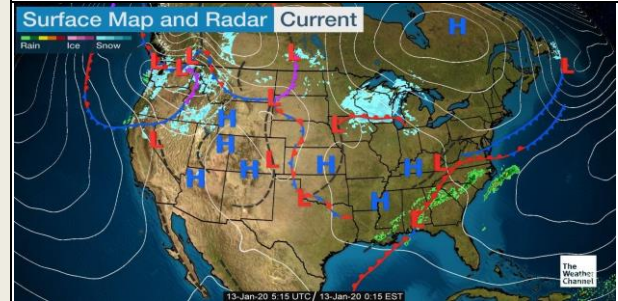 Surface Map and Radar Current
Rain Ice Snow
H
L
L
L
L
L
L
H
L
H
L
H
H
H
H
L
H
L
H
L
The Weather Channel
13-Jan-20 5:15 UTC / 13-Jan-20 0:15 EST